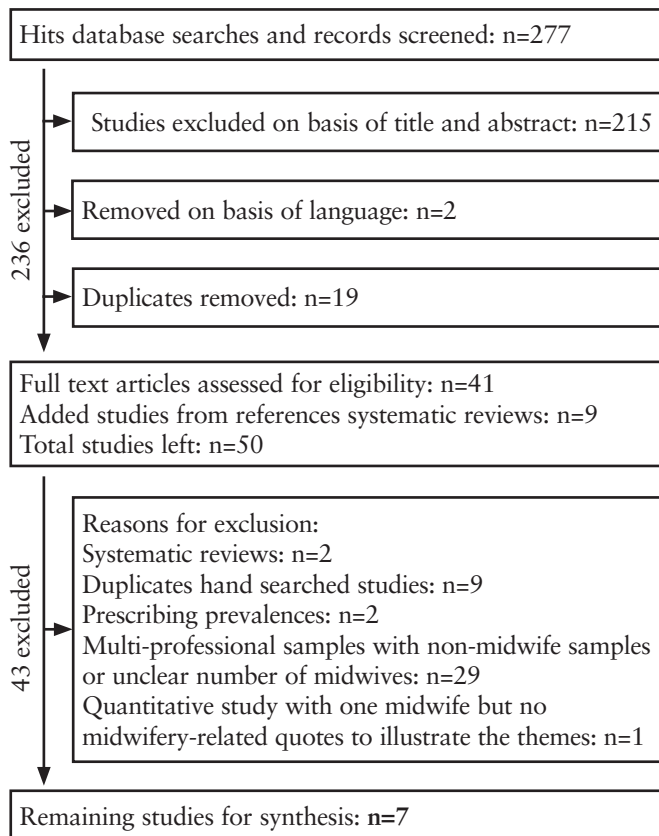 Hits database searches and records screened: n=277
236 excluded
Studies excluded on basis of title and abstract: n=215
Removed on basis of language: n=2
Duplicates removed: n=19
Full text articles assessed for eligibility: n=41
Added studies from references systematic reviews: n=9
Total studies left: n=50
43 excluded
Reasons for exclusion:
Systematic reviews: n=2
Duplicates hand searched studies: n=9
Prescribing prevalences: n=2
Multi-professional samples with non-midwife samples
or unclear number of midwives: n=29
Quantitative study with one midwife but no
midwifery-related quotes to illustrate the themes: n=1
Remaining studies for synthesis: n=7